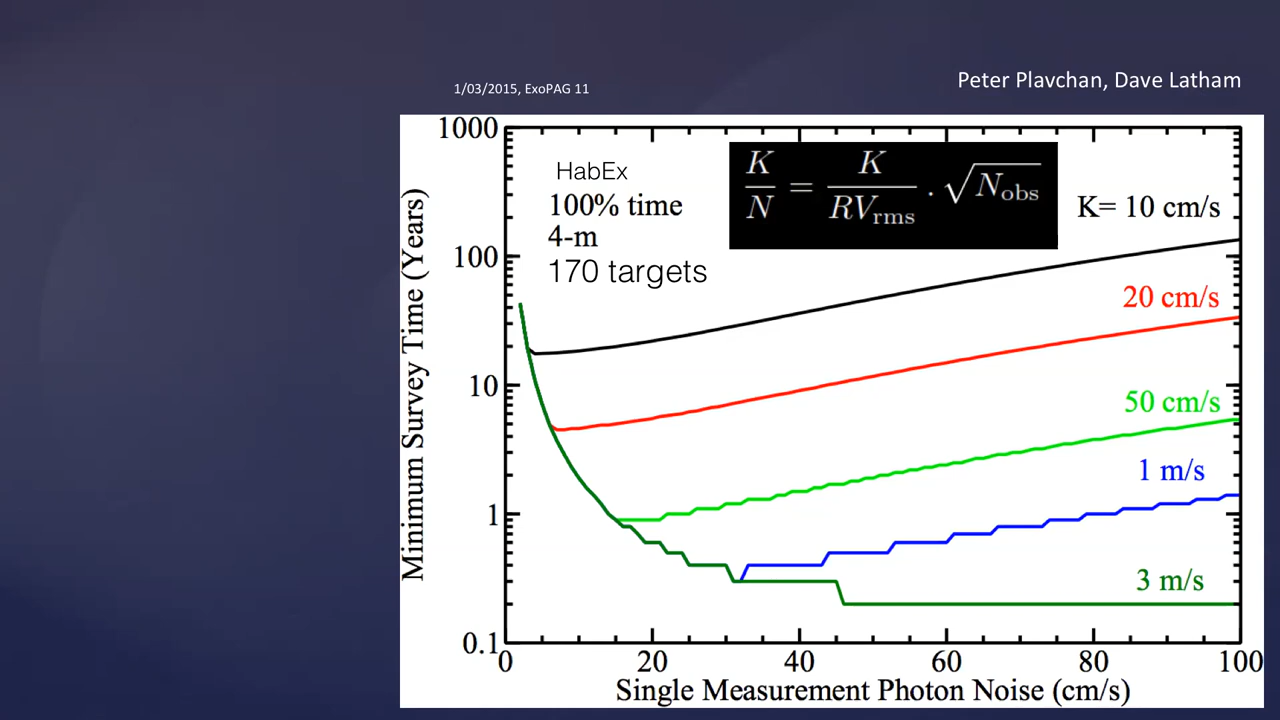 Peter Plavchan, Dave Latham
1/03/2015, ExoPAG 11
Minimum Survey Time (Years)
1000
100
10
1
0.1
HabEx
100% time
4-m
170 targets
K/N = K/RVrms . √Nobs
K= 10 cm/s
20 cm/s
50 cm/s
1 m/s
3 m/s
0 20 40 60 80 100
Single Measurement Photon Noise (cm/s)